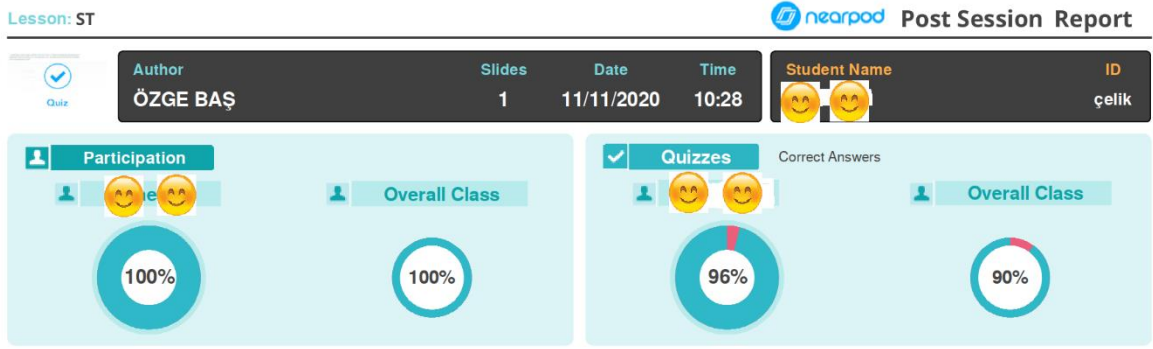 Lesson: ST
nearpod Post Session Report
Quiz
Author Slides Date Time
ÖZGE BAŞ 1 11/11/2020 10:28
Student Name ID
çelik
Participation
Overall Class
100%
100%
Quizzes Correct Answers
Overall Class
96%
90%